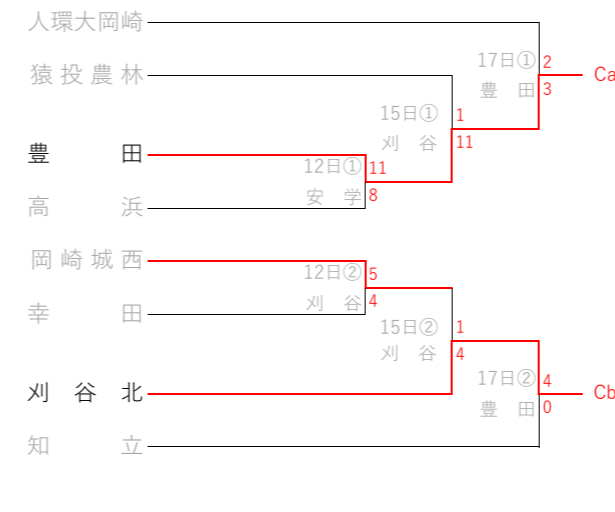 人環大岡崎
17日① 2
猿投農林
Ca
豊田 3
15日① 1
刈谷 11
豊田
12日① 11
安学 8
高浜
岡崎城西
12日② 5
刈谷 4
幸田
15日② 1
刈谷 4
17日② 4
刈谷北
Cb
豊田 0
知立